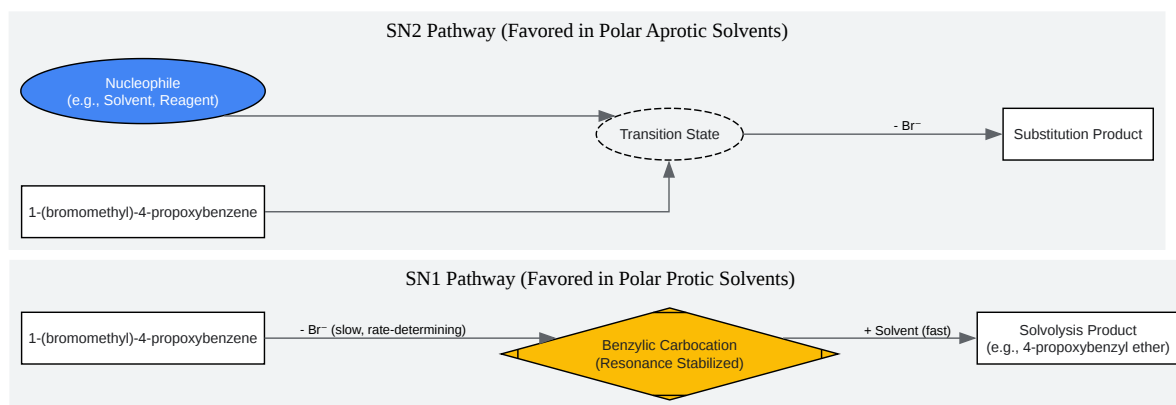 SN2 Pathway (Favored in Polar Aprotic Solvents)
Nucleophile
(e.g., Solvent, Reagent)
Transition State
- Br⁻
Substitution Product
1-(bromomethyl)-4-propoxybenzene
SN1 Pathway (Favored in Polar Protic Solvents)
1-(bromomethyl)-4-propoxybenzene
- Br⁻ (slow, rate-determining)
Benzylic Carbocation
(Resonance Stabilized)
+ Solvent (fast)
Solvolysis Product
(e.g., 4-propoxybenzyl ether)